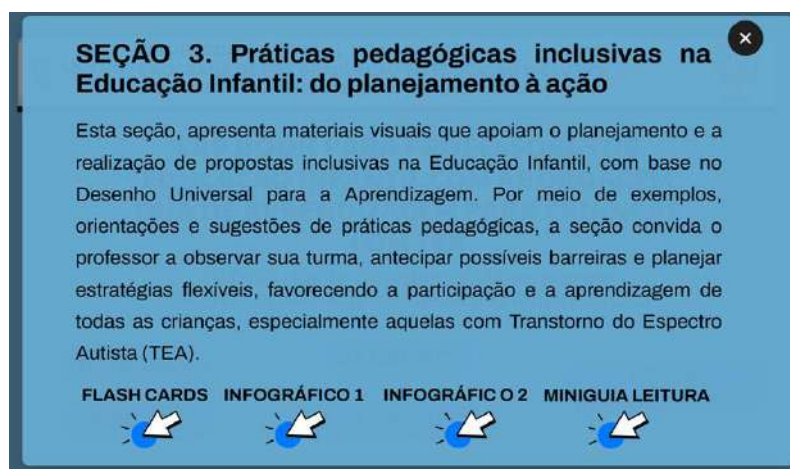 SEÇÃO 3. Práticas pedagógicas inclusivas na
Educação Infantil: do planejamento à ação
Esta seção, apresenta materiais visuais que apoiam o planejamento e a
realização de propostas inclusivas na Educação Infantil, com base no
Desenho Universal para a Aprendizagem. Por meio de exemplos,
orientações e sugestões de práticas pedagógicas, a seção convida o
professor a observar sua turma, antecipar possíveis barreiras e planejar
estratégias flexíveis, favorecendo a participação e a aprendizagem de
todas as crianças, especialmente aquelas com Transtorno do Espectro
Autista (TEA).
FLASH CARDS INFOGRÁFICO 1 INFOGRÁFIC O 2 MINIGUIA LEITURA